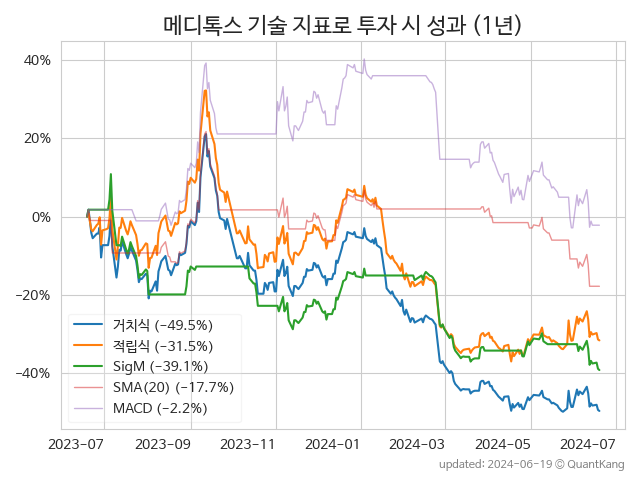 메디톡스 기술 지표로 투자 시 성과 (1년)
40%
20%
0%
−20%
−40%
거치식 (−49.5%)
적립식 (−31.5%)
SigM (−39.1%)
SMA(20) (−17.7%)
MACD (−2.2%)
2023−07 2023−09 2023−11 2024−01 2024−03 2024−05 2024−07
updated: 2024-06-19 © QuantKang